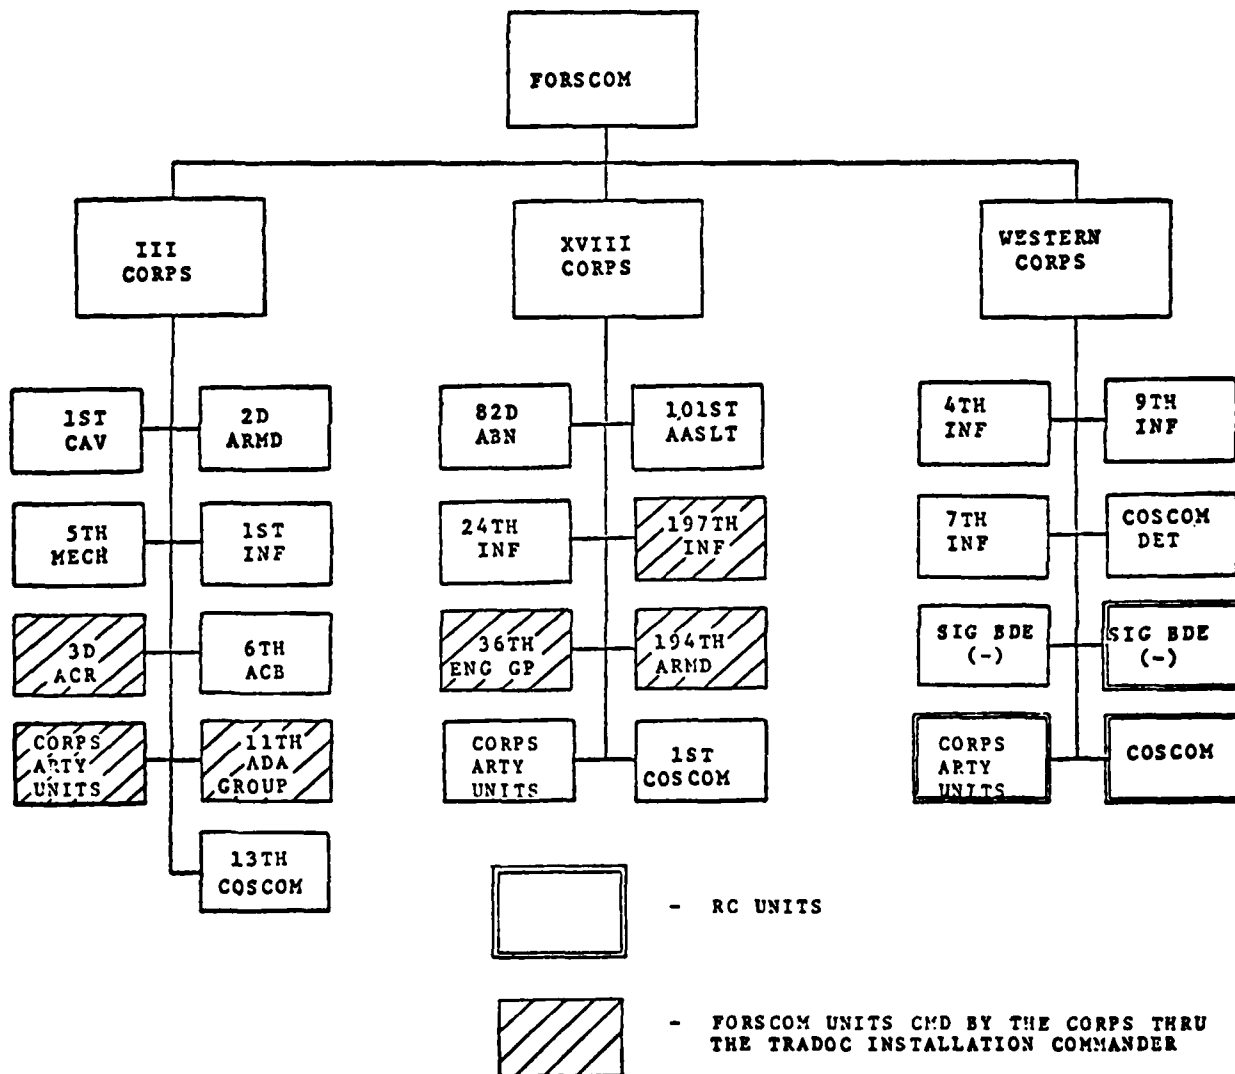 FORSCOM
III
CORPS
XVIII
CORPS
WESTERN
CORPS
1ST
CAV
2D
ARMD
5TH
MECH
1ST
INF
3D
ACR
6TH
ACB
CORPS
ARTY
UNITS
11TH
ADA
GROUP
13TH
COSCOM
82D
ABN
101ST
AASLT
24TH
INF
197TH
INF
36TH
ENG GP
194TH
ARMD
CORPS
ARTY
UNITS
1ST
COSCOM
4TH
INF
9TH
INF
7TH
INF
COSCOM
DET
SIG BDE
(-)
SIG BDE
(-)
CORPS
ARTY
UNITS
COSCOM
- RC UNITS
- FORSCOM UNITS CMD BY THE CORPS THRU
THE TRADOC INSTALLATION COMMANDER